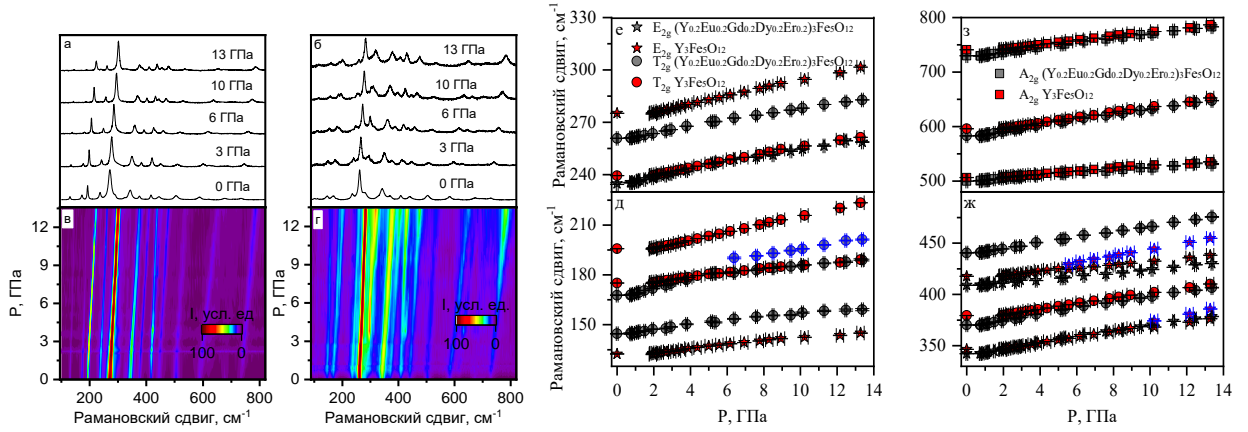 а
13 ГПа
10 ГПа
6 ГПа
3 ГПа
0 ГПа
б
13 ГПа
10 ГПа
6 ГПа
3 ГПа
0 ГПа
в
P, ГПа
12
9
6
3
0
I, усл. ед.
100 0
200 400 600 800
Рамановский сдвиг, см-1
г
P, ГПа
12
9
6
3
0
I, усл. ед
100 0
200 400 600 800
Рамановский сдвиг, см-1
е
Рамановский сдвиг, см-1
330
300
270
240
E2g (Y0.2Eu0.2Gd0.2Dy0.2Er0.2)3Fe5O12
E2g Y3Fe5O12
T2g (Y0.2Eu0.2Gd0.2Dy0.2Er0.2)3Fe5O12
T2g Y3Fe5O12
д
Рамановский сдвиг, см-1
210
180
150
0 2 4 6 8 10 12 14
P, ГПа
з
800
700
600
500
A2g (Y0.2Eu0.2Gd0.2Dy0.2Er0.2)3Fe5O12
A2g Y3Fe5O12
ж
450
400
350
0 2 4 6 8 10 12 14
P, ГПа